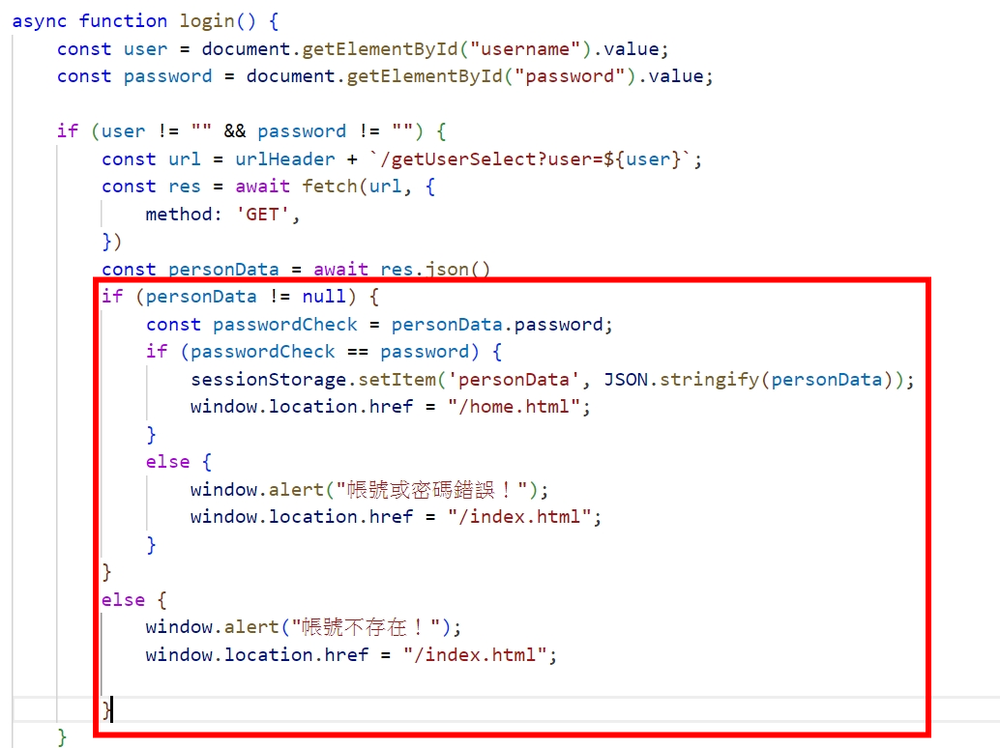 async function login() {
    const user = document.getElementById("username").value;
    const password = document.getElementById("password").value;

    if (user != "" && password != "") {
        const url = urlHeader + `/getUserSelect?user=${user}`;
        const res = await fetch(url, {
            method: 'GET',
        })
        const personData = await res.json()
        if (personData != null) {
            const passwordCheck = personData.password;
            if (passwordCheck == password) {
                sessionStorage.setItem('personData', JSON.stringify(personData));
                window.location.href = "/home.html";
            }
            else {
                window.alert("帳號或密碼錯誤！");
                window.location.href = "/index.html";
            }
        }
        else {
            window.alert("帳號不存在！");
            window.location.href = "/index.html";

        }
    }